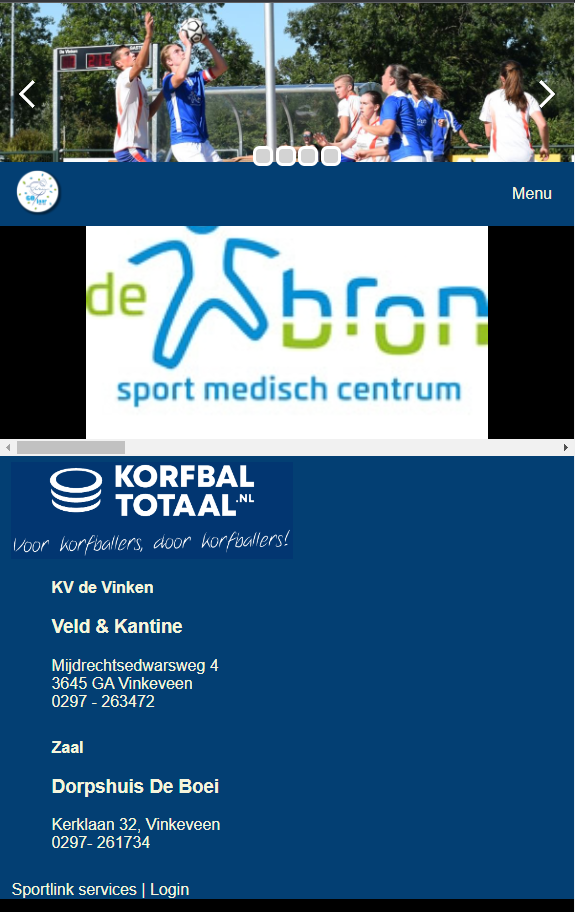 De Vinken
Menu
de bron
sport medisch centrum
KORFBAL
TOTAAL.NL
Voor korfballers, door korfballers!
KV de Vinken
Veld & Kantine
Mijdrechtsedwarsweg 4
3645 GA Vinkeveen
0297 - 263472
Zaal
Dorpshuis De Boei
Kerklaan 32, Vinkeveen
0297- 261734
Sportlink services | Login